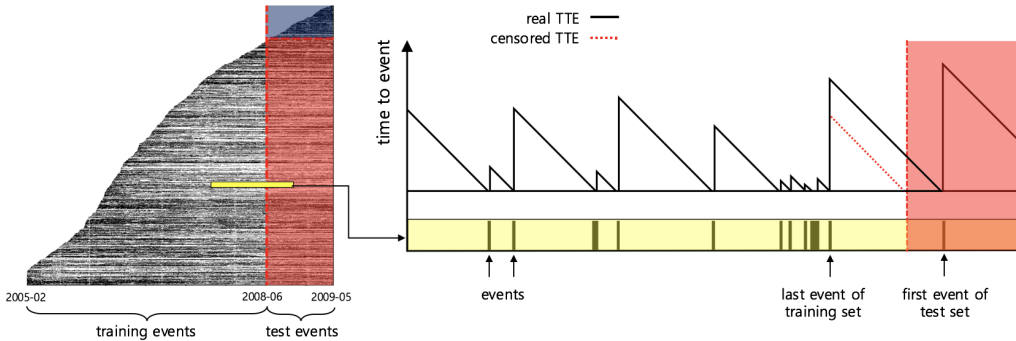 real TTE
censored TTE
time to event
2005-02
2008-06
2009-05
training events
test events
events
last event of
training set
first event of
test set